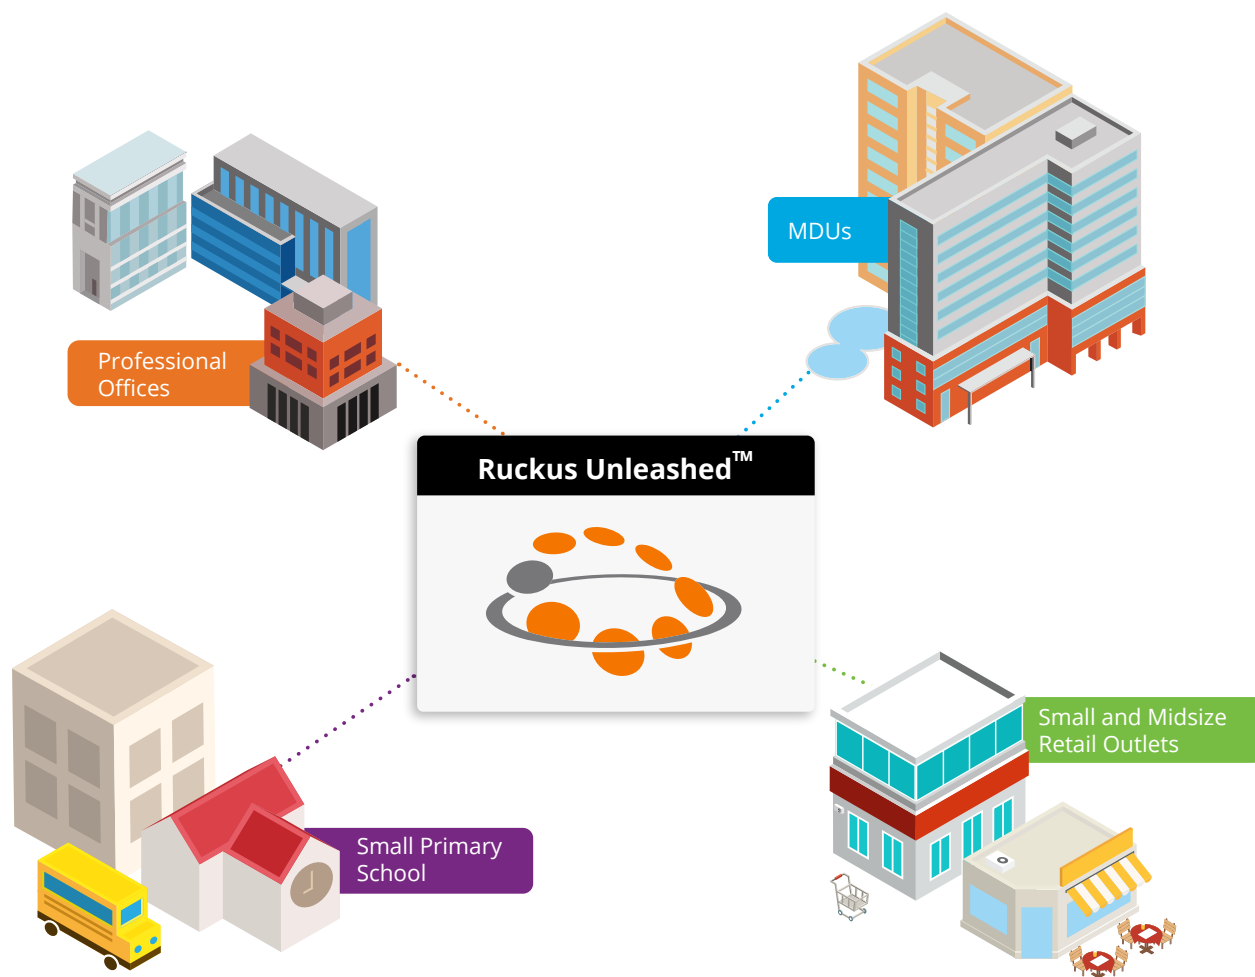 MDUs
Professional
Offices
Ruckus Unleashed™
Small and Midsize
Retail Outlets
Small Primary
School